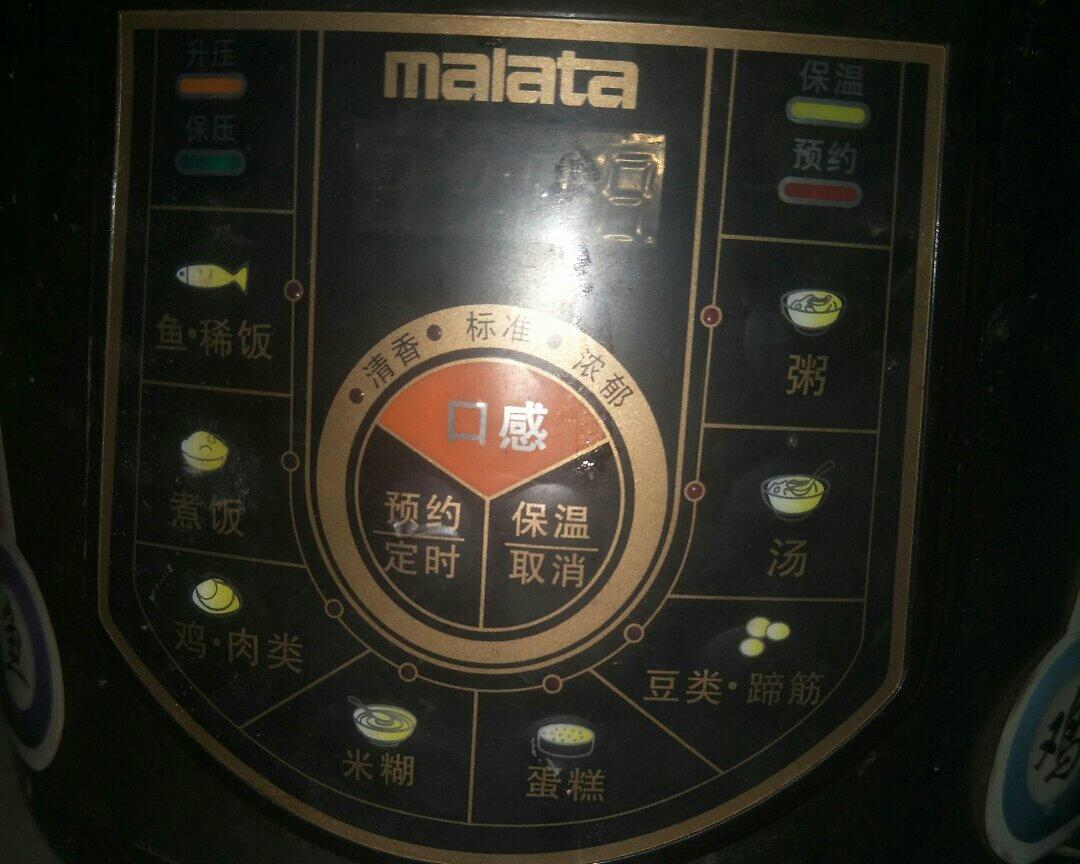 升压
保压
malata
保温
预约
鱼·稀饭
煮饭
鸡·肉类
米糊
蛋糕
豆类·蹄筋
汤
粥
清香
标准
浓郁
口感
预约
定时
保温
取消